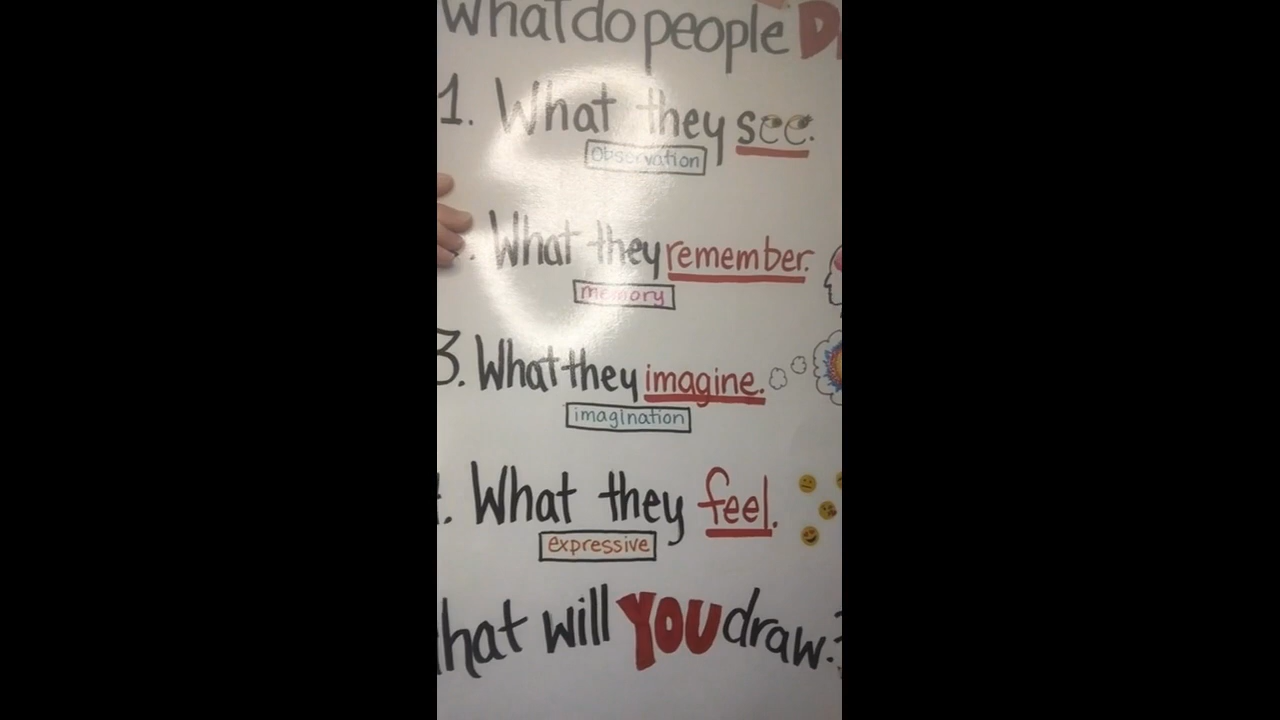 What do people D
1. What they see.
observation
. What they remember.
memory
3. What they imagine.
imagination
. What they feel.
expressive
hat will YOU draw?